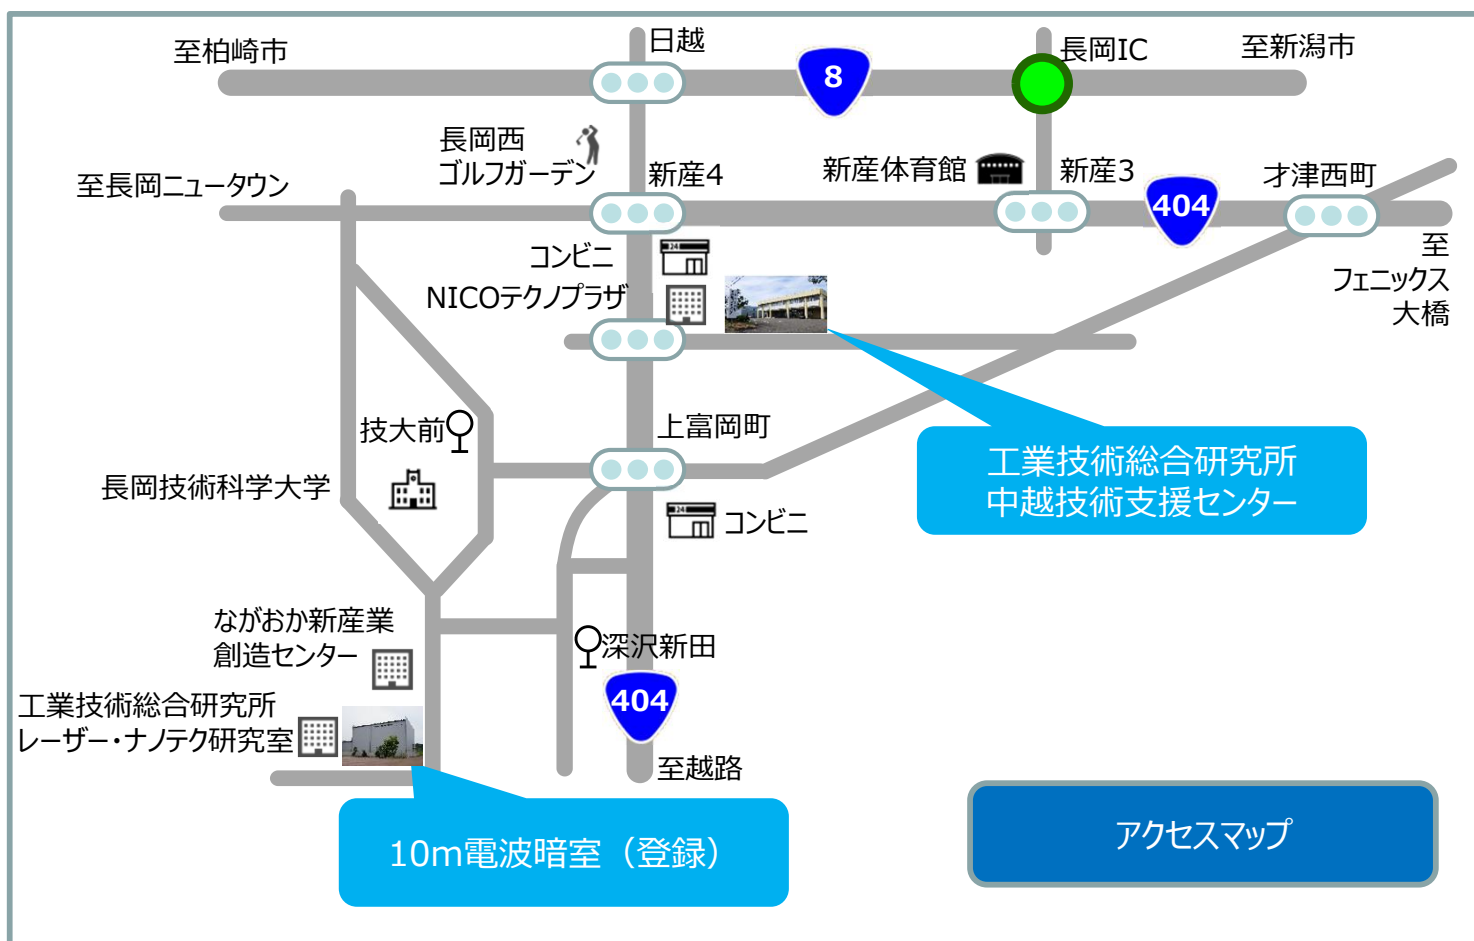 至柏崎市
日越
8
長岡IC
至新潟市
長岡西
ゴルフガーデン
新産4
新産体育館
新産3
404
才津西町
至長岡ニュータウン
コンビニ
NICOテクノプラザ
至
フェニックス
大橋
24
技大前
上富岡町
長岡技術科学大学
工業技術総合研究所
中越技術支援センター
24
コンビニ
ながおか新産業
創造センター
深沢新田
404
工業技術総合研究所
レーザー・ナノテク研究室
至越路
10m電波暗室（登録）
アクセスマップ